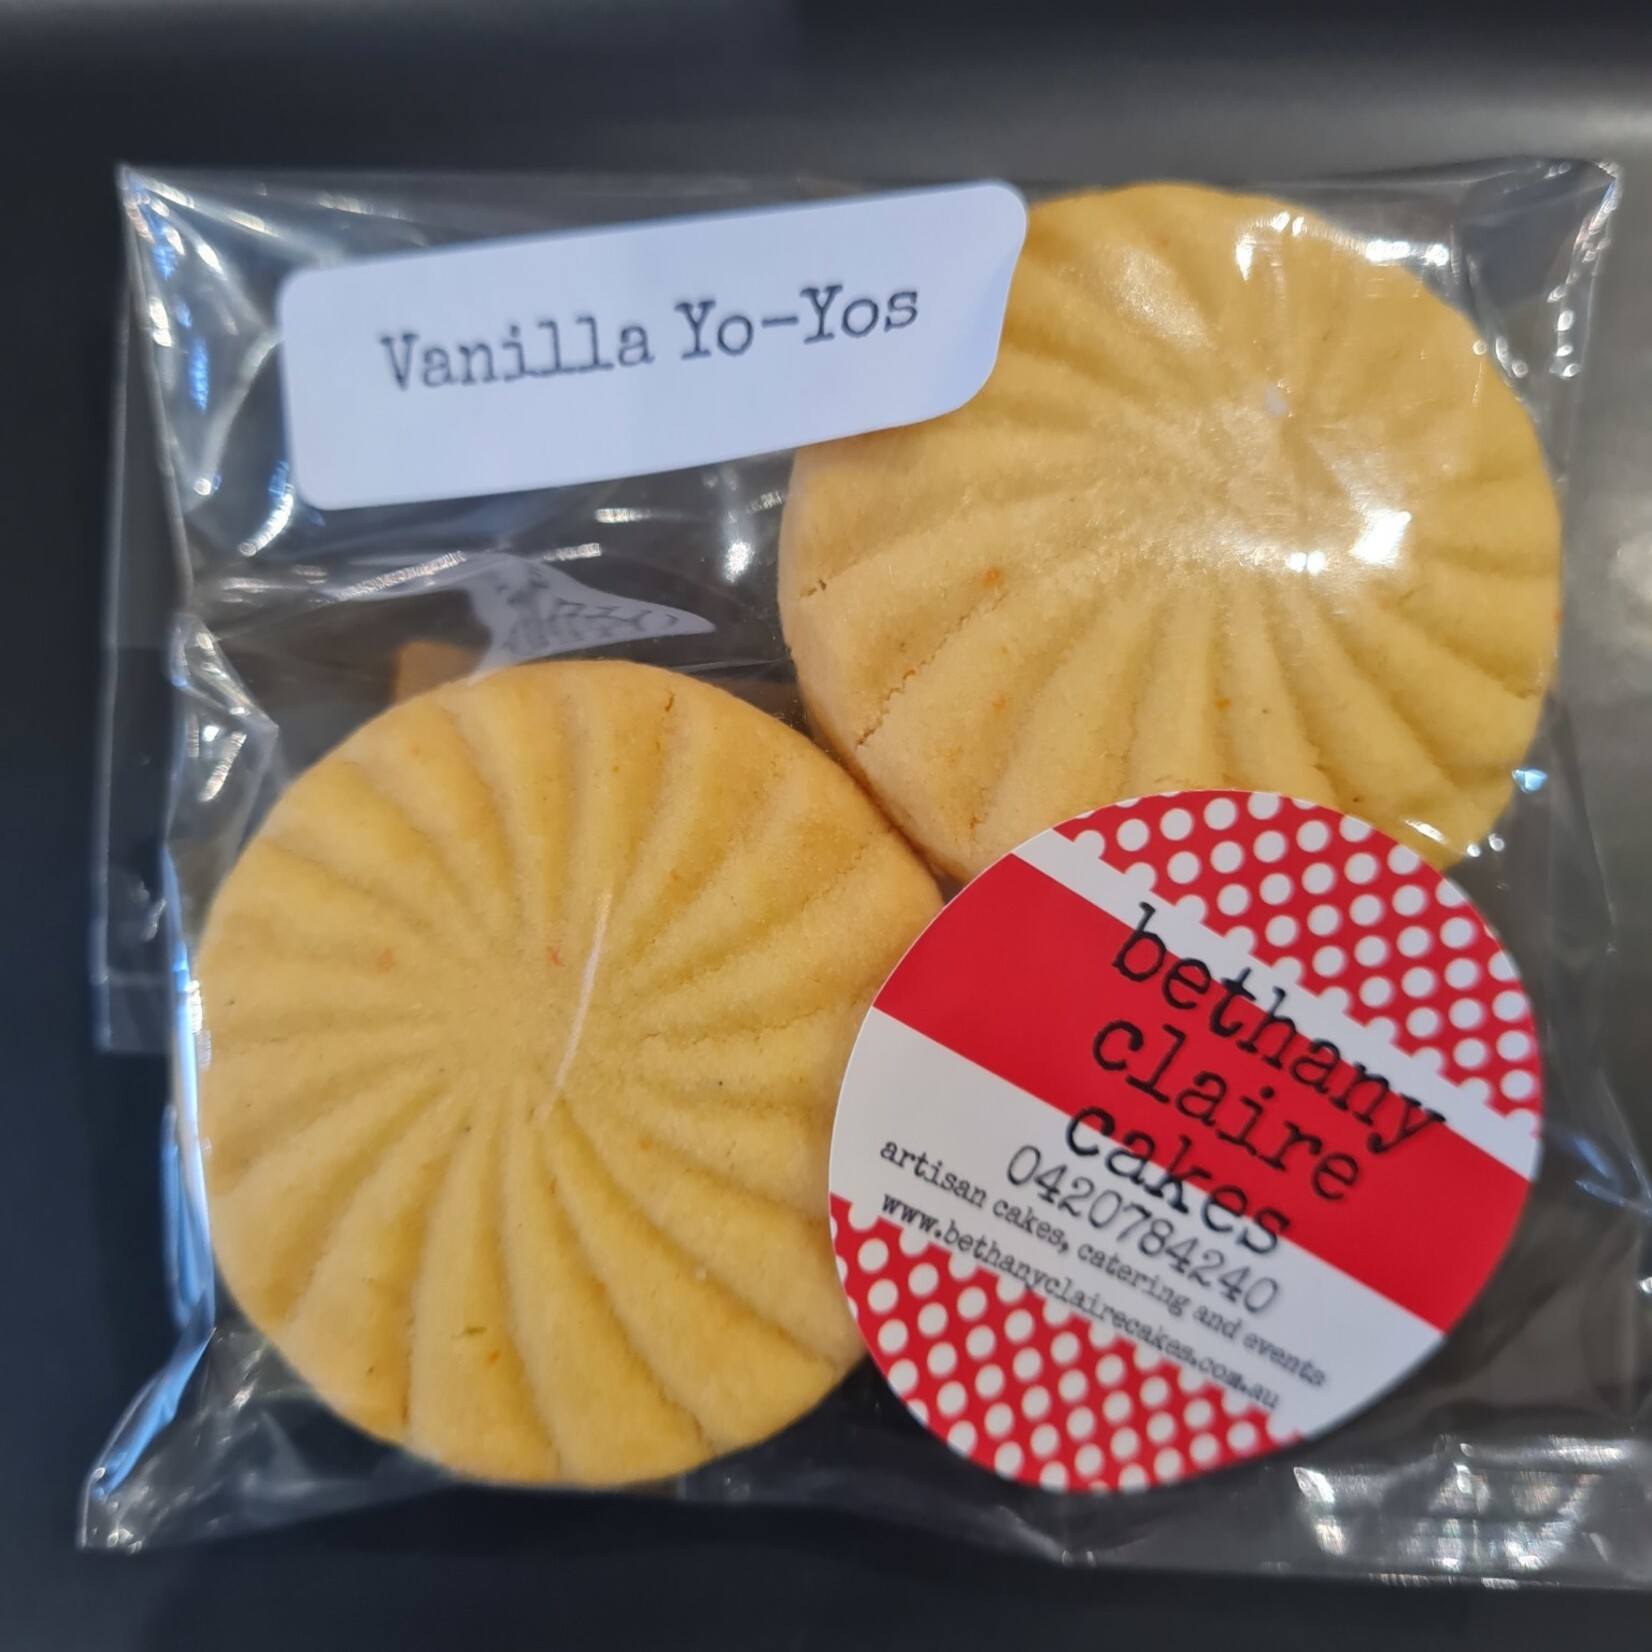 Vanilla Yo-Yos
bethany
claire
cakes
0420784240
artisan cakes, catering and events
www.bethanyclairecakes.com.au